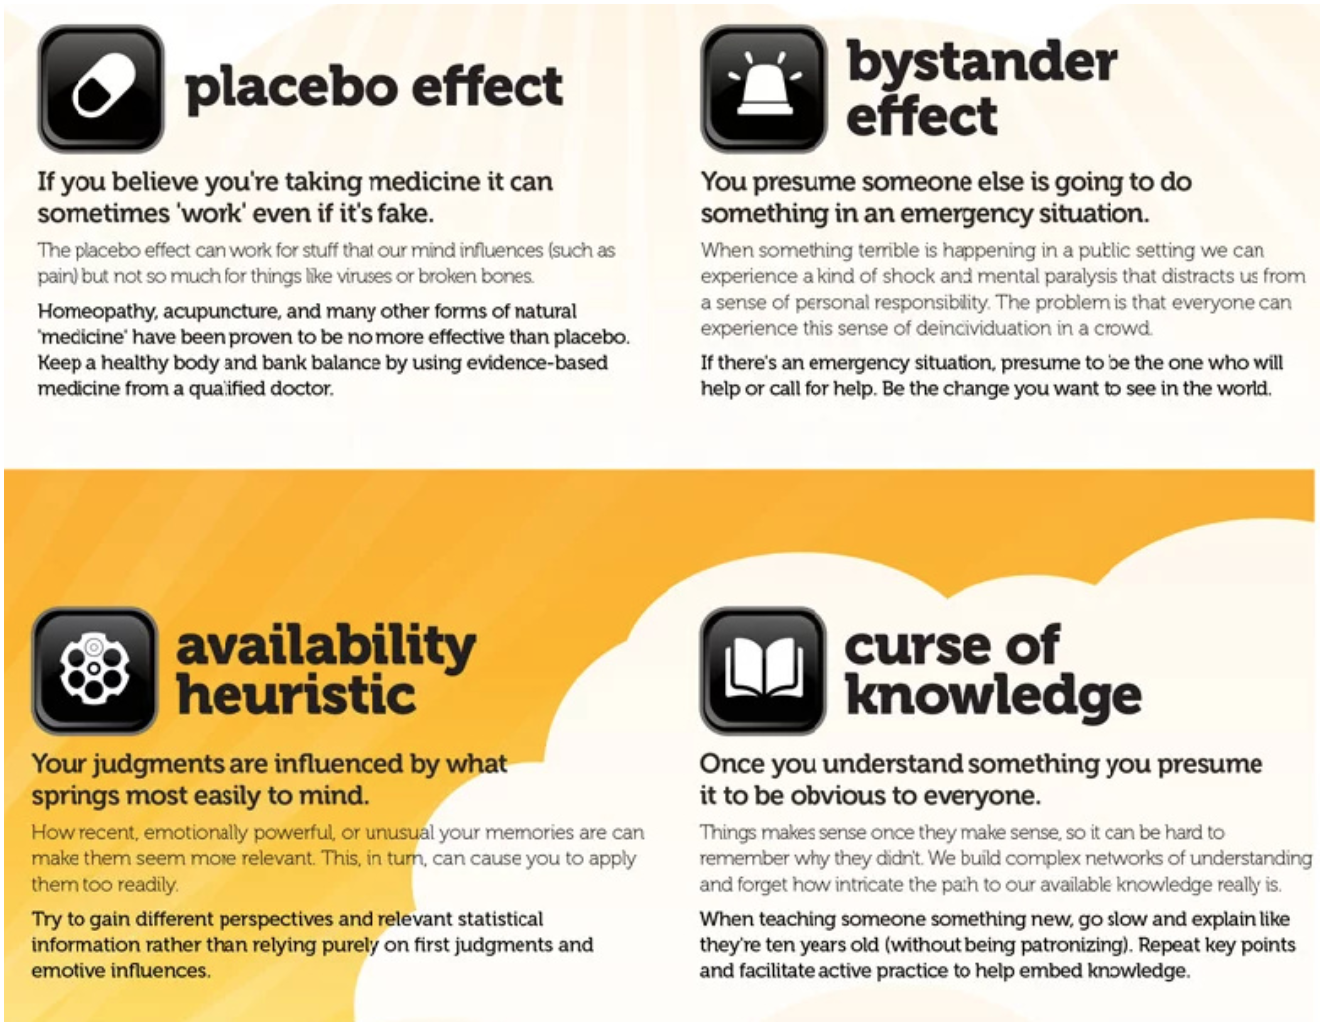 placebo effect
If you believe you're taking medicine it can
sometimes 'work' even if it's fake.
The placebo effect can work for stuff that our mind influences (such as
pain) but not so much for things like viruses or broken bones.
Homeopathy, acupuncture, and many other forms of natural
'medicine' have been proven to be no more effective than placebo.
Keep a healthy body and bank balance by using evidence-based
medicine from a qualified doctor.
bystander
effect
You presume someone else is going to do
something in an emergency situation.
When something terrible is happening in a public setting we can
experience a kind of shock and mental paralysis that distracts us from
a sense of personal responsibility. The problem is that everyone can
experience this sense of deindividuation in a crowd.
If there's an emergency situation, presume to be the one who will
help or call for help. Be the change you want to see in the world.
availability
heuristic
Your judgments are influenced by what
springs most easily to mind.
How recent, emotionally powerful, or unusual your memories are can
make them seem more relevant. This, in turn, can cause you to apply
them too readily.
Try to gain different perspectives and relevant statistical
information rather than relying purely on first judgments and
emotive influences.
curse of
knowledge
Once you understand something you presume
it to be obvious to everyone.
Things makes sense once they make sense, so it can be hard to
remember why they didn't. We build complex networks of understanding
and forget how intricate the path to our available knowledge really is.
When teaching someone something new, go slow and explain like
they're ten years old (without being patronizing). Repeat key points
and facilitate active practice to help embed knowledge.